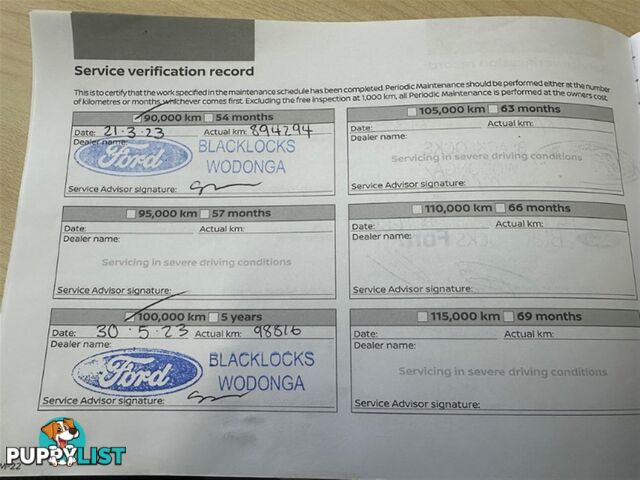 Service verification record
This is to certify that the work specified in the maintenance schedule has been completed. Periodic Maintenance should be performed either at the number
of kilometres or months, whichever comes first. Excluding the free inspection at 1,000 km, all Periodic Maintenance is performed at the owners cost.
90,000 km 54 months
Date: 21.3.23 Actual km: 894294
Dealer name:
Ford BLACKLOCKS
WODONGA
Service Advisor signature:
95,000 km 57 months
Date: Actual km:
Dealer name:
Servicing in severe driving conditions
Service Advisor signature:
100,000 km 5 years
Date: 30.5.23 Actual km: 98816
Dealer name:
Ford BLACKLOCKS
WODONGA
Service Advisor signature:
105,000 km 63 months
Date: Actual km:
Dealer name:
Servicing in severe driving conditions
Service Advisor signature:
110,000 km 66 months
Date: Actual km:
Dealer name:
Service Advisor signature:
115,000 km 69 months
Date: Actual km:
Dealer name:
Servicing in severe driving conditions
Service Advisor signature:
PUPPYLIST